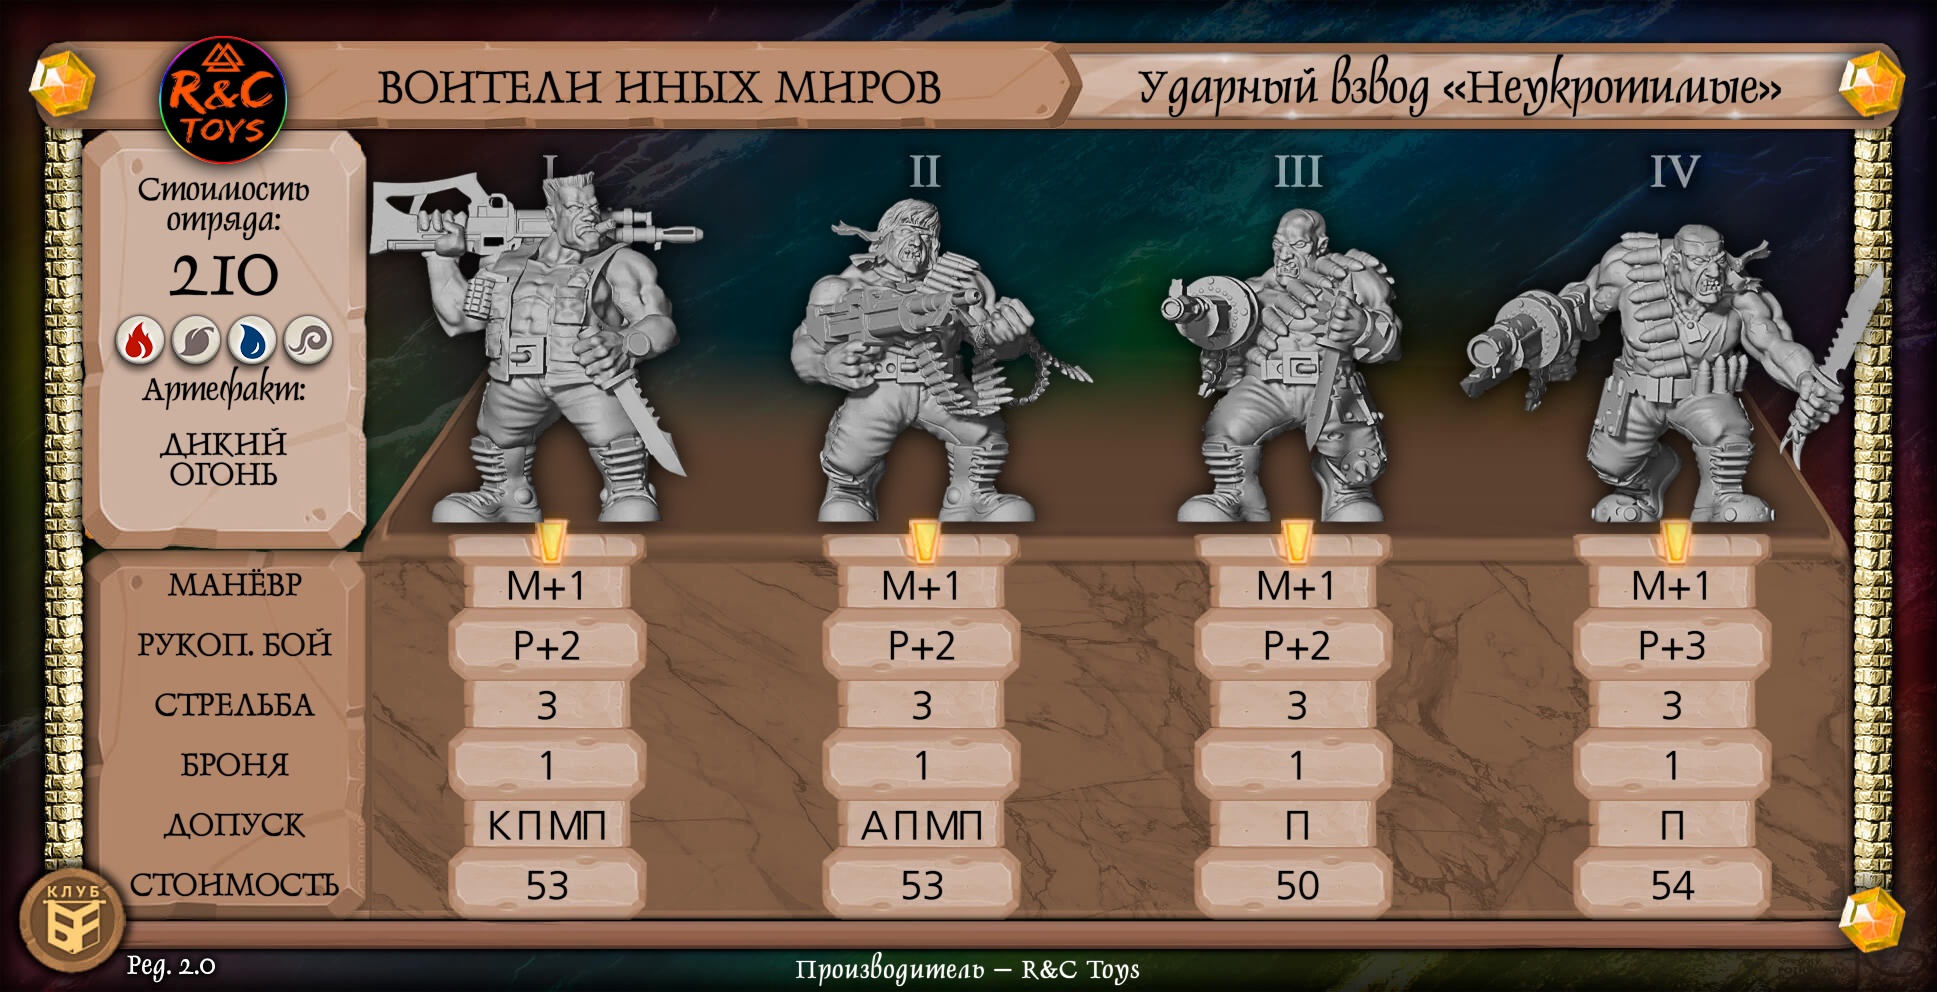 R&C
TOYS
ВОИТЕЛИ ИНЫХ МИРОВ
Ударный взвод «Неукротимые»
Стоимость
отряда:
210
Артефакт:
ДИКИЙ
ОГОНЬ
I II III IV
МАНЁВР М+1 М+1 М+1 М+1
РУКОП. БОЙ Р+2 Р+2 Р+2 Р+3
СТРЕЛЬБА 3 3 3 3
БРОНЯ 1 1 1 1
ДОПУСК К П МП А П МП П П
СТОИМОСТЬ 53 53 50 54
КЛУБ
Ред. 2.0
Производитель – R&C Toys